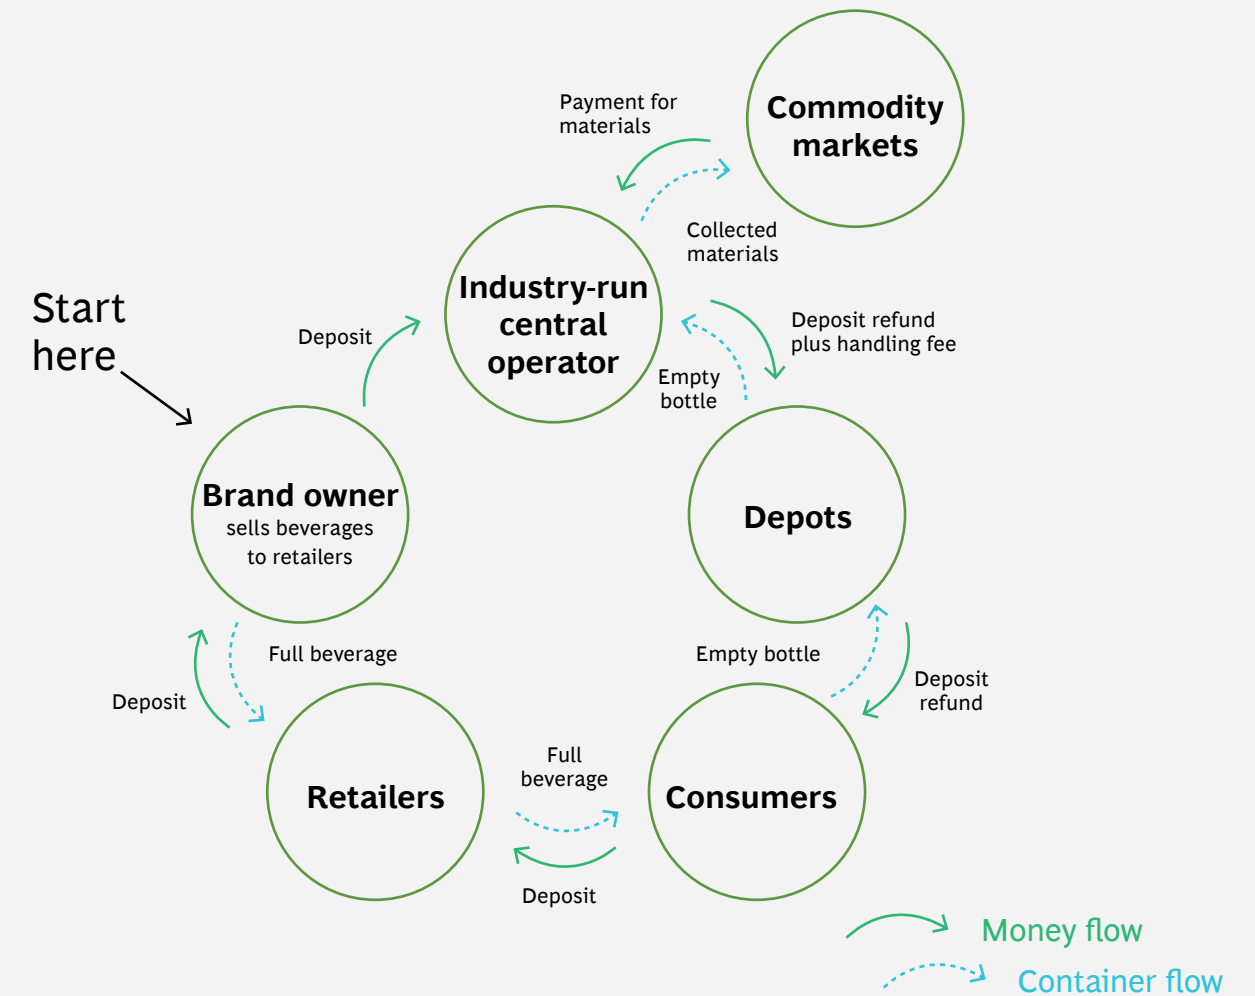 Commodity
markets
Payment for
materials
Collected
materials
Industry-run
central
operator
Start
here
Deposit
Deposit refund
plus handling fee
Empty
bottle
Brand owner
sells beverages
to retailers
Depots
Full beverage
Deposit
Empty bottle
Deposit
refund
Full
beverage
Retailers
Consumers
Deposit
Money flow
Container flow